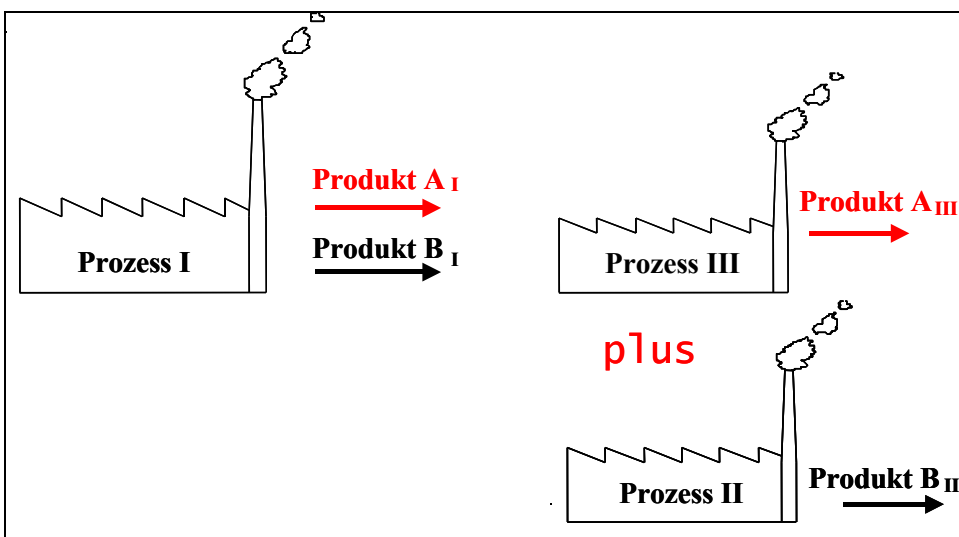 Produkt A I
Produkt B I
Prozess I
Produkt A III
Prozess III
plus
Produkt B II
Prozess II